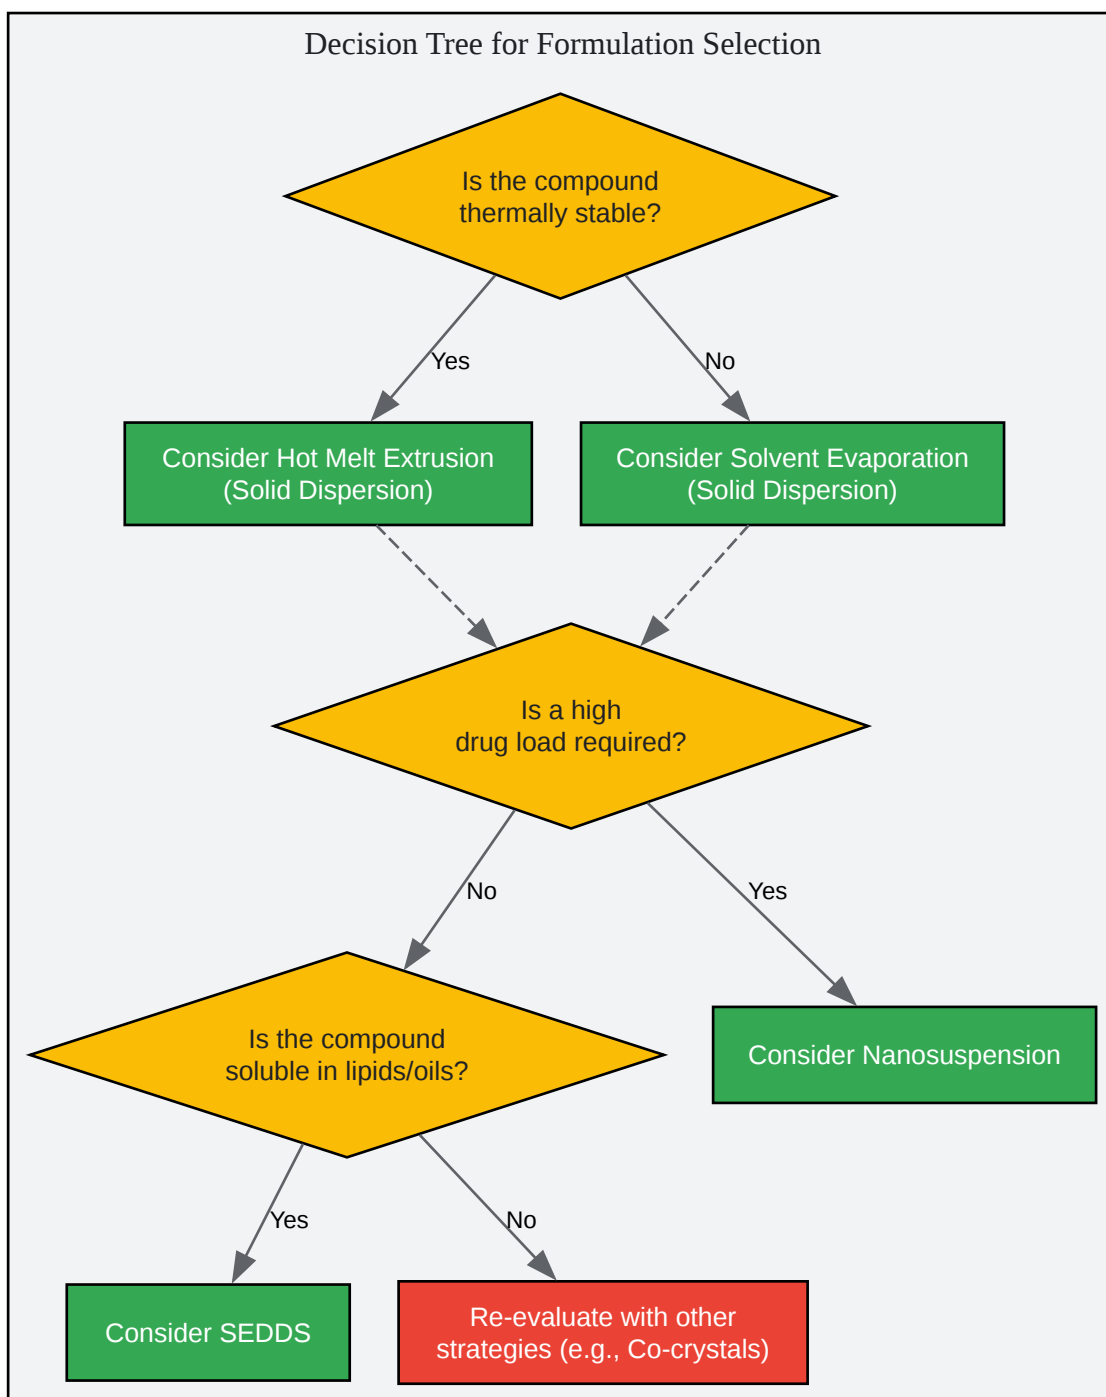 Decision Tree for Formulation Selection
Is the compound
thermally stable?
Yes
No
Consider Hot Melt Extrusion
(Solid Dispersion)
Consider Solvent Evaporation
(Solid Dispersion)
Is a high
drug load required?
No
Yes
Is the compound
soluble in lipids/oils?
Consider Nanosuspension
Yes
No
Consider SEDDS
Re-evaluate with other
strategies (e.g., Co-crystals)